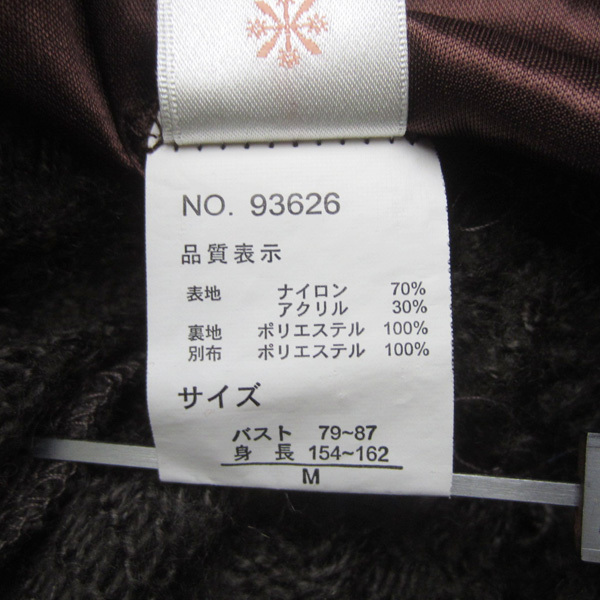 NO. 93626
品質表示
表地 ナイロン 70%
アクリル 30%
裏地 ポリエステル 100%
別布 ポリエステル 100%
サイズ
バスト 79~87
身長 154~162
M